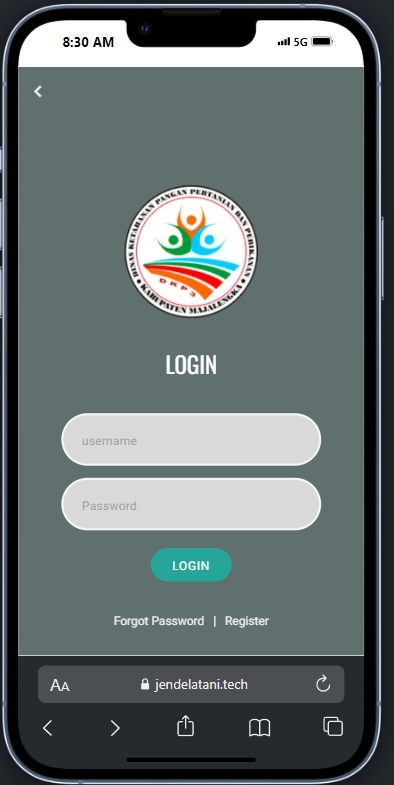 8:30 AM 5G
DINAS KETAHANAN PANGAN PERTANIAN DAN PERIKANAN
DKP3
KABUPATEN MAJALENGKA
LOGIN
username
Password
LOGIN
Forgot Password | Register
AA jendelatani.tech